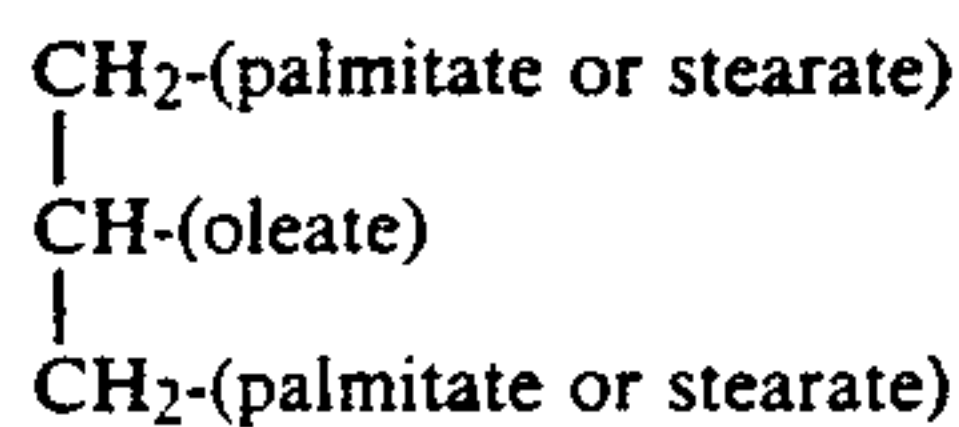 CH2-(palmitate or stearate)
|
CH-(oleate)
|
CH2-(palmitate or stearate)